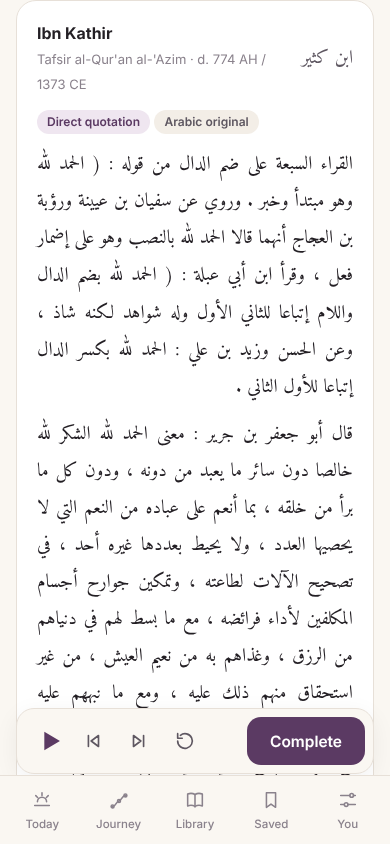 Ibn Kathir
Tafsir al-Qur'an al-'Azim · d. 774 AH /
1373 CE
ابن كثير
Direct quotation
Arabic original
القراء السبعة على ضم الدال من قوله : ( الحمد لله
وهو مبتدأ وخبر . وروي عن سفيان بن عيينة ورؤبة
بن العجاج أنهما قالا الحمد لله بالنصب وهو على إضمار
فعل ، وقرأ ابن أبي عبلة : ( الحمد لله بضم الدال
واللام إتباعا للثاني الأول وله شواهد لكنه شاذ ،
وعن الحسن وزيد بن علي : الحمد لله بكسر الدال
إتباعا للأول الثاني .
قال أبو جعفر بن جرير : معنى الحمد لله الشكر لله
خالصا دون سائر ما يعبد من دونه ، ودون كل ما
برأ من خلقه ، بما أنعم على عباده من النعم التي لا
يحصيها العدد ، ولا يحيط بعددها غيره أحد ، في
تصحيح الآلات لطاعته ، وتمكين جوارح أجسام
المكلفين لأداء فرائضه ، مع ما بسط لهم في دنياهم
من الرزق ، وغذاهم به من نعيم العيش ، من غير
استحقاق منهم ذلك عليه ، ومع ما نبههم عليه
Complete
Today
Journey
Library
Saved
You